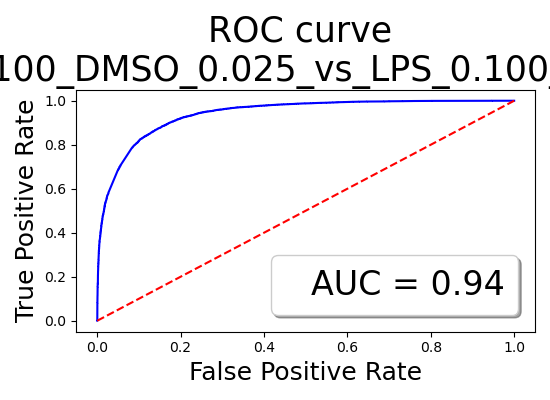 ROC curve
100_DMSO_0.025_vs_LPS_0.100_
True Positive Rate
1.0
0.8
0.6
0.4
0.2
0.0
AUC = 0.94
0.0 0.2 0.4 0.6 0.8 1.0
False Positive Rate